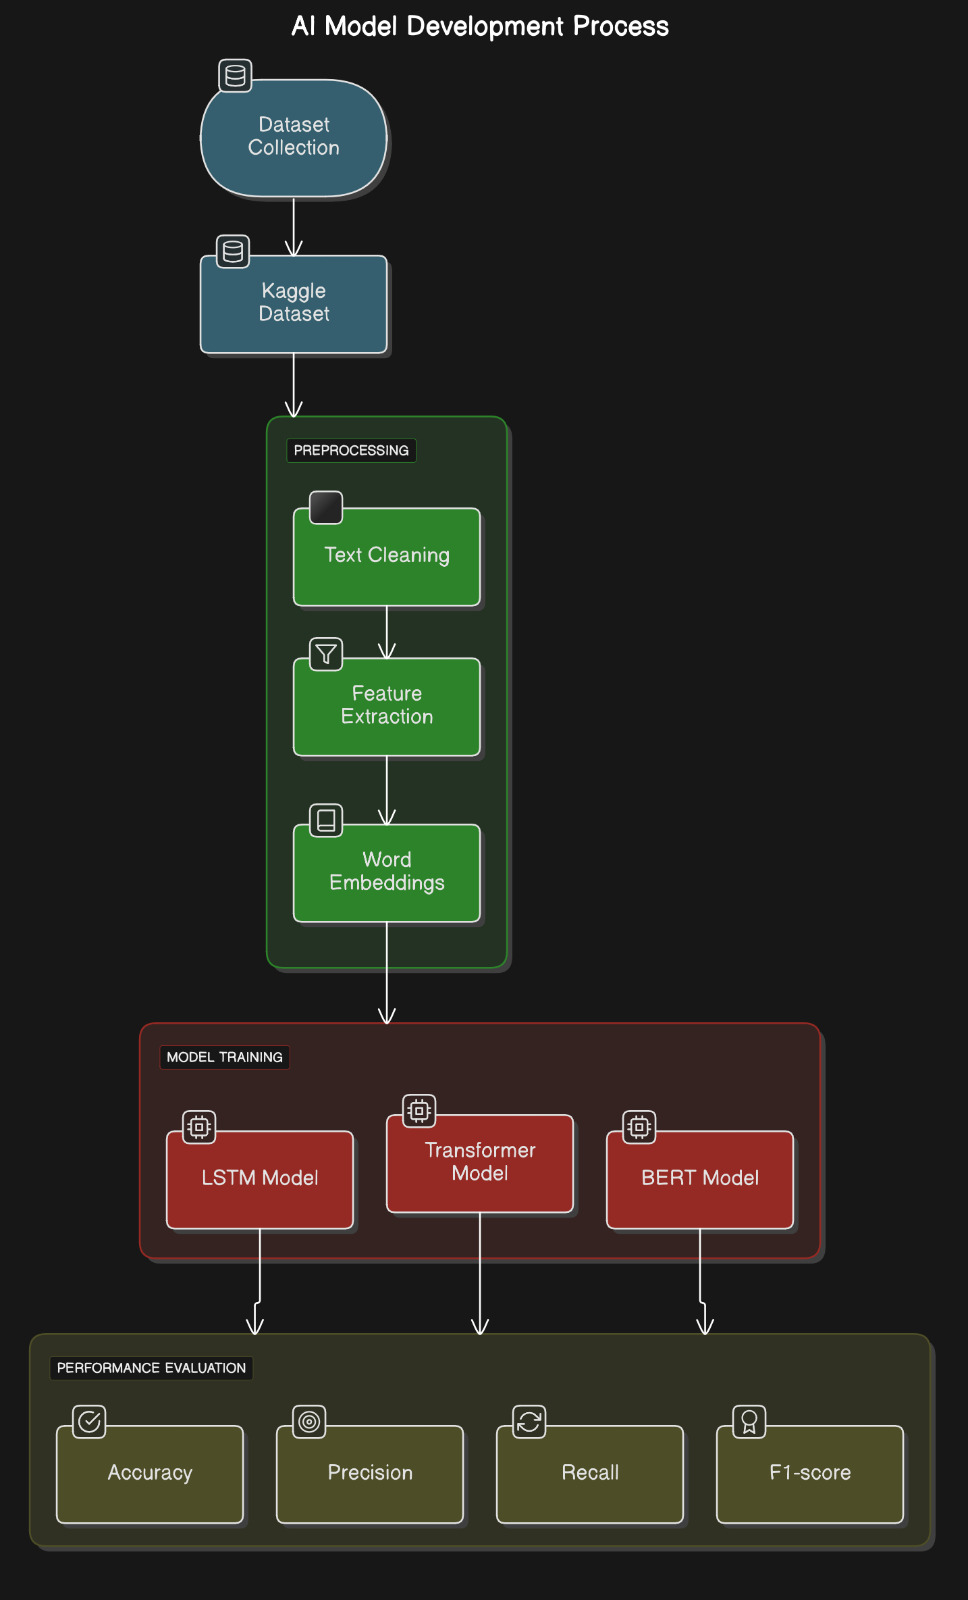 AI Model Development Process
Dataset
Collection
Kaggle
Dataset
PREPROCESSING
Text Cleaning
Feature
Extraction
Word
Embeddings
MODEL TRAINING
LSTM Model
Transformer
Model
BERT Model
PERFORMANCE EVALUATION
Accuracy
Precision
Recall
F1-score